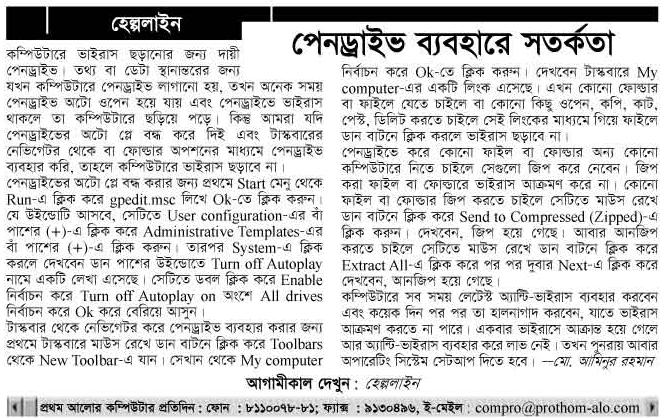 হেল্পলাইন
পেনড্রাইভ ব্যবহারে সতর্কতা
কম্পিউটারে ভাইরাস ছড়ানোর জন্য দায়ী
পেনড্রাইভ। তথ্য বা ডেটা স্থানান্তরের জন্য
যখন কম্পিউটারে পেনড্রাইভ লাগানো হয়, তখন অনেক সময়
পেনড্রাইভ অটো ওপেন হয়ে যায় এবং পেনড্রাইভে ভাইরাস
থাকলে তা কম্পিউটারে ছড়িয়ে পড়ে। কিন্তু আমরা যদি
পেনড্রাইভের অটো প্লে বন্ধ করে দিই এবং টাস্কবারের
নেভিগেটর থেকে বা ফোল্ডার অপশনের মাধ্যমে পেনড্রাইভ
ব্যবহার করি, তাহলে কম্পিউটারে ভাইরাস ছড়াবে না।
পেনড্রাইভের অটো প্লে বন্ধ করার জন্য প্রথমে Start মেনু থেকে
Run-এ ক্লিক করে gpedit.msc লিখে Ok-তে ক্লিক করুন।
যে উইন্ডোটি আসবে, সেটিতে User configuration-এর বাঁ
পাশের (+)-এ ক্লিক করে Administrative Templates-এর
বাঁ পাশের (+)-এ ক্লিক করুন। তারপর System-এ ক্লিক
করলে দেখবেন ডান পাশের উইন্ডোতে Turn off Autoplay
নামে একটি লেখা এসেছে। সেটিতে ডবল ক্লিক করে Enable
নির্বাচন করে Turn off Autoplay on অংশে All drives
নির্বাচন করে Ok করে বেরিয়ে আসুন।
টাস্কবার থেকে নেভিগেটর করে পেনড্রাইভ ব্যবহার করার জন্য
প্রথমে টাস্কবারে মাউস রেখে ডান বাটনে ক্লিক করে Toolbars
থেকে New Toolbar-এ যান। সেখান থেকে My computer
নির্বাচন করে Ok-তে ক্লিক করুন। দেখবেন টাস্কবারে My
computer-এর একটি লিংক এসেছে। এখন কোনো ফোল্ডার
বা ফাইলে যেতে চাইলে বা কোনো কিছু ওপেন, কপি, কাট,
পেস্ট, ডিলিট করতে চাইলে সেই লিংকের মাধ্যমে গিয়ে ফাইলে
ডান বাটনে ক্লিক করলে ভাইরাস ছড়াবে না।
পেনড্রাইভে করে কোনো ফাইল বা ফোল্ডার অন্য কোনো
কম্পিউটারে নিতে চাইলে সেগুলো জিপ করে নেবেন। জিপ
করা ফাইল বা ফোল্ডারে ভাইরাস আক্রমণ করে না। কোনো
ফাইল বা ফোল্ডার জিপ করতে চাইলে সেটিতে মাউস রেখে
ডান বাটনে ক্লিক করে Send to Compressed (Zipped)-এ
ক্লিক করুন। দেখবেন, জিপ হয়ে গেছে। আবার আনজিপ
করতে চাইলে সেটিতে মাউস রেখে ডান বাটনে ক্লিক করে
Extract All-এ ক্লিক করে পর পর দুবার Next-এ ক্লিক করে
দেখবেন, আনজিপ হয়ে গেছে।
কম্পিউটারে সব সময় লেটেস্ট অ্যান্টি-ভাইরাস ব্যবহার করবেন
এবং কয়েক দিন পর পর তা হালনাগাদ করবেন, যাতে ভাইরাস
আক্রমণ করতে না পারে। একবার ভাইরাসে আক্রান্ত হয়ে গেলে
আর অ্যান্টি-ভাইরাস ব্যবহার করে লাভ নেই। তখন পুনরায় আবার
অপারেটিং সিস্টেম সেটআপ দিতে হবে। —মো. আমিনুর রহমান
আগামীকাল দেখুন : হেল্পলাইন
প্রথম আলোর কম্পিউটার প্রতিদিন : ফোন : ৮১১০০৭৮-৮১; ফ্যাক্স : ৯১৩০৪৯৬, ই-মেইল : compro@prothom-alo.com